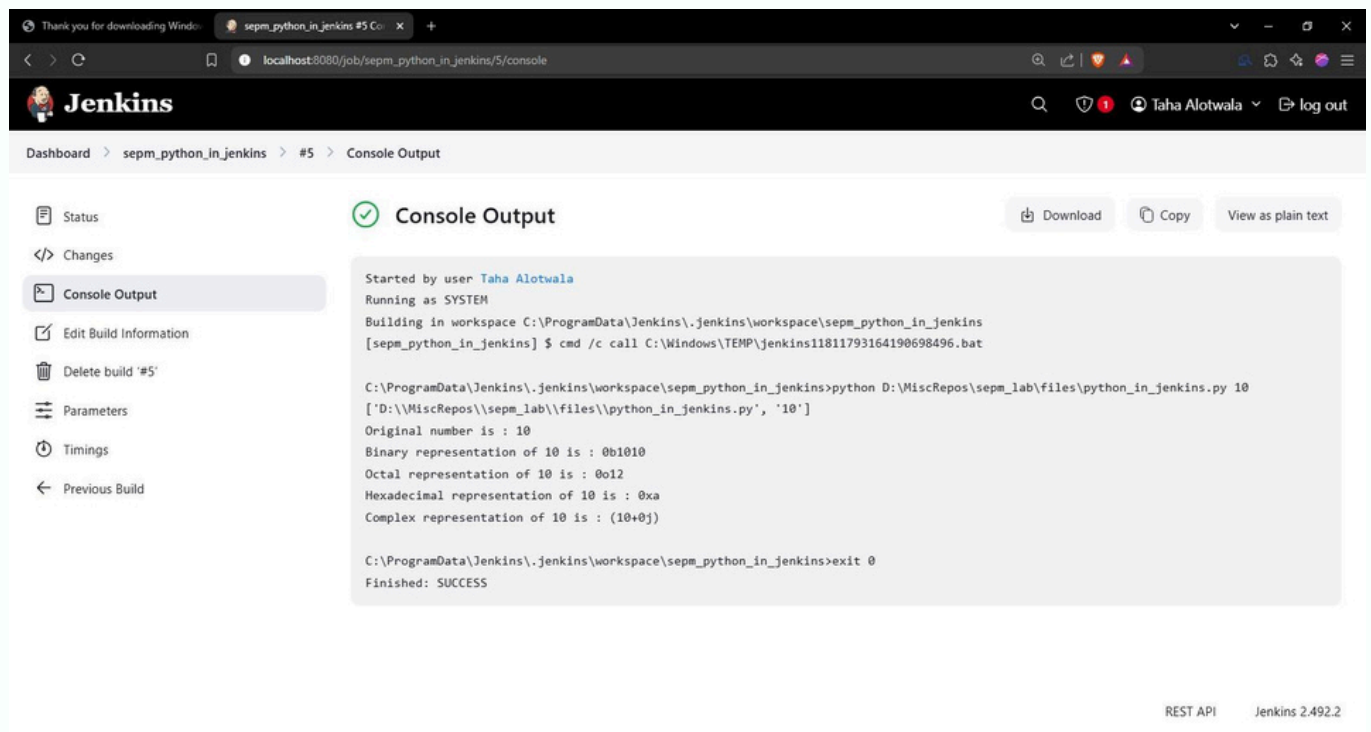 Thank you for downloading Windo
sepm_python_in_jenkins #5 Co
localhost:8080/job/sepm_python_in_jenkins/5/console
Jenkins
1
Taha Alotwala
log out
Dashboard > sepm_python_in_jenkins > #5 > Console Output
Status
Changes
Console Output
Edit Build Information
Delete build '#5'
Parameters
Timings
Previous Build
Console Output
Download
Copy
View as plain text
Started by user Taha Alotwala
Running as SYSTEM
Building in workspace C:\ProgramData\Jenkins\.jenkins\workspace\sepm_python_in_jenkins
[sepm_python_in_jenkins] $ cmd /c call C:\Windows\TEMP\jenkins11811793164190698496.bat
C:\ProgramData\Jenkins\.jenkins\workspace\sepm_python_in_jenkins>python D:\MiscRepos\sepm_lab\files\python_in_jenkins.py 10
['D:\\MiscRepos\\sepm_lab\\files\\python_in_jenkins.py', '10']
Original number is : 10
Binary representation of 10 is : 0b1010
Octal representation of 10 is : 0o12
Hexadecimal representation of 10 is : 0xa
Complex representation of 10 is : (10+0j)
C:\ProgramData\Jenkins\.jenkins\workspace\sepm_python_in_jenkins>exit 0
Finished: SUCCESS
REST API
Jenkins 2.492.2